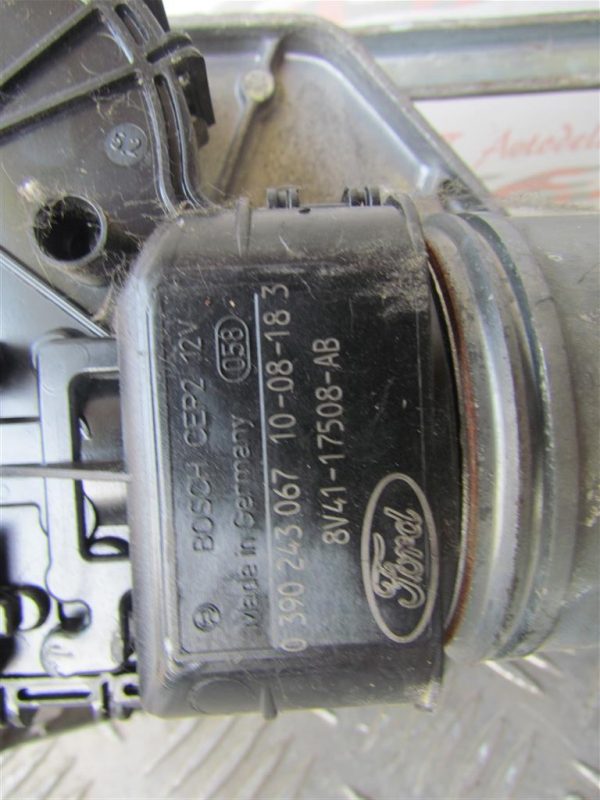 BOSCH CEP2 12V
Made in Germany 058
0 390 243 067 10-08-18 3
8V41-17508-AB
Ford
52